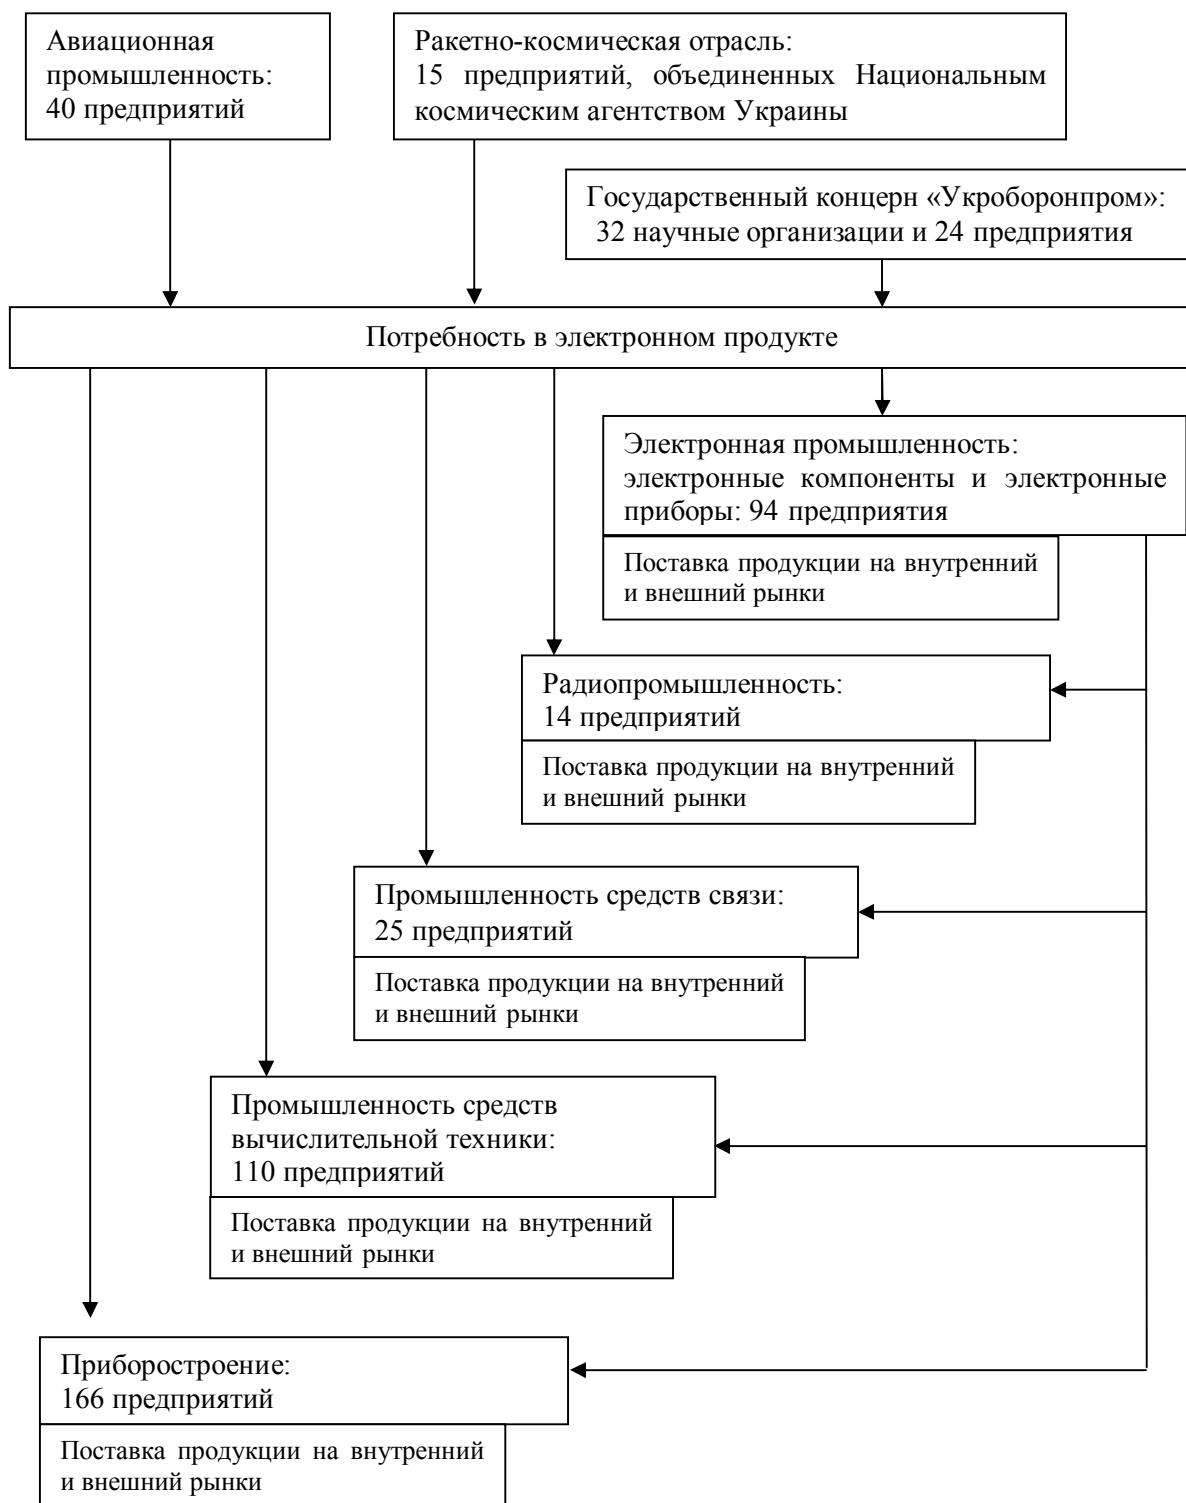 Авиационная
промышленность:
40 предприятий
Ракетно-космическая отрасль:
15 предприятий, объединенных Национальным
космическим агентством Украины
Государственный концерн «Укроборонпром»:
32 научные организации и 24 предприятия
Потребность в электронном продукте
Электронная промышленность:
электронные компоненты и электронные
приборы: 94 предприятия
Поставка продукции на внутренний
и внешний рынки
Радиопромышленность:
14 предприятий
Поставка продукции на внутренний
и внешний рынки
Промышленность средств связи:
25 предприятий
Поставка продукции на внутренний
и внешний рынки
Промышленность средств
вычислительной техники:
110 предприятий
Поставка продукции на внутренний
и внешний рынки
Приборостроение:
166 предприятий
Поставка продукции на внутренний
и внешний рынки